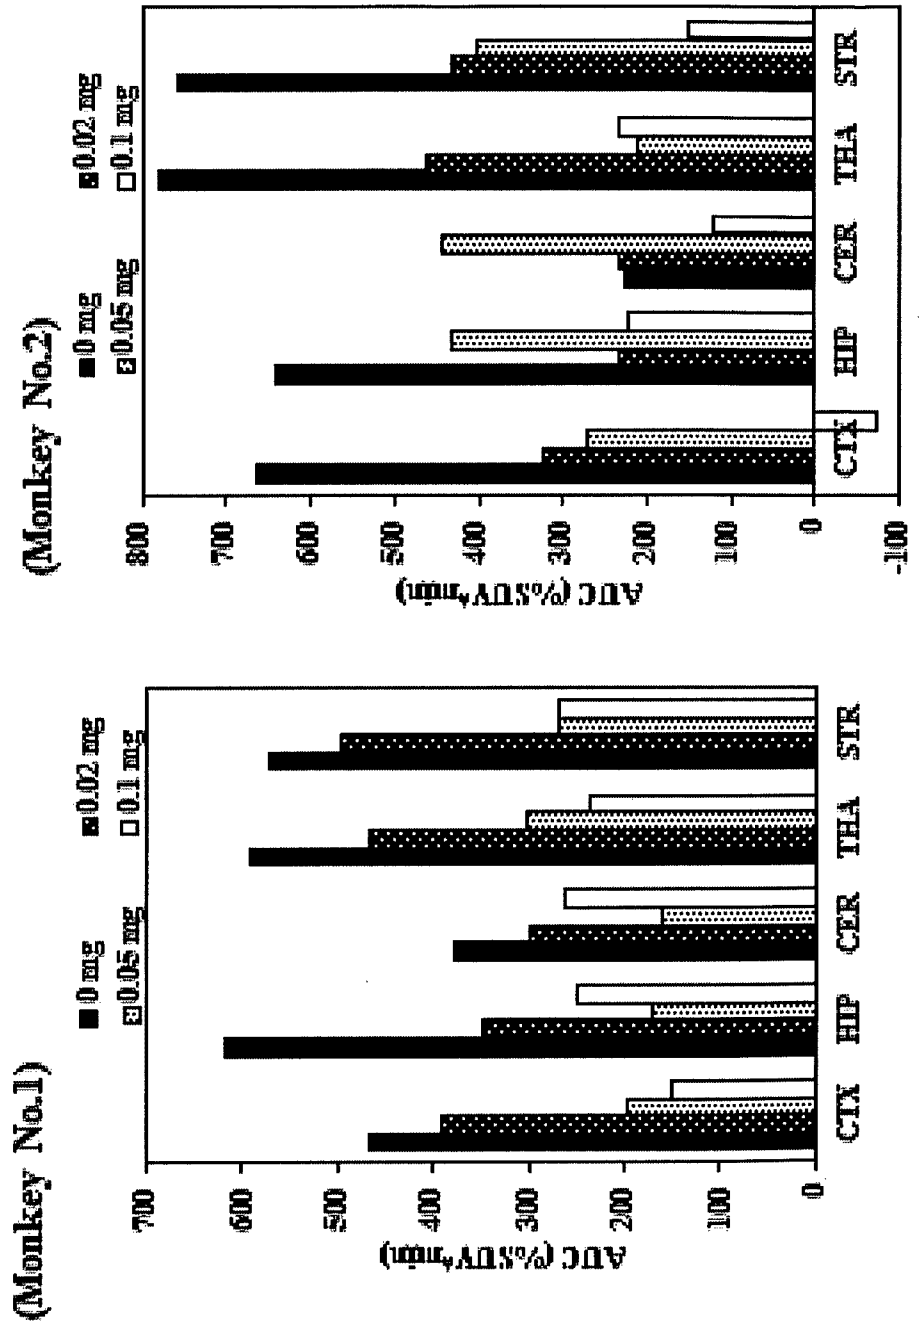 (Monkey No.1)
0 mg
0.02 mg
0.05 mg
0.1 mg
AUC (%SUV*min)
700
600
500
400
300
200
100
0
CTX
HIP
CER
THA
STR
(Monkey No.2)
0 mg
0.02 mg
0.05 mg
0.1 mg
AUC (%SUV*min)
800
700
600
500
400
300
200
100
0
-100
CTX
HIP
CER
THA
STR